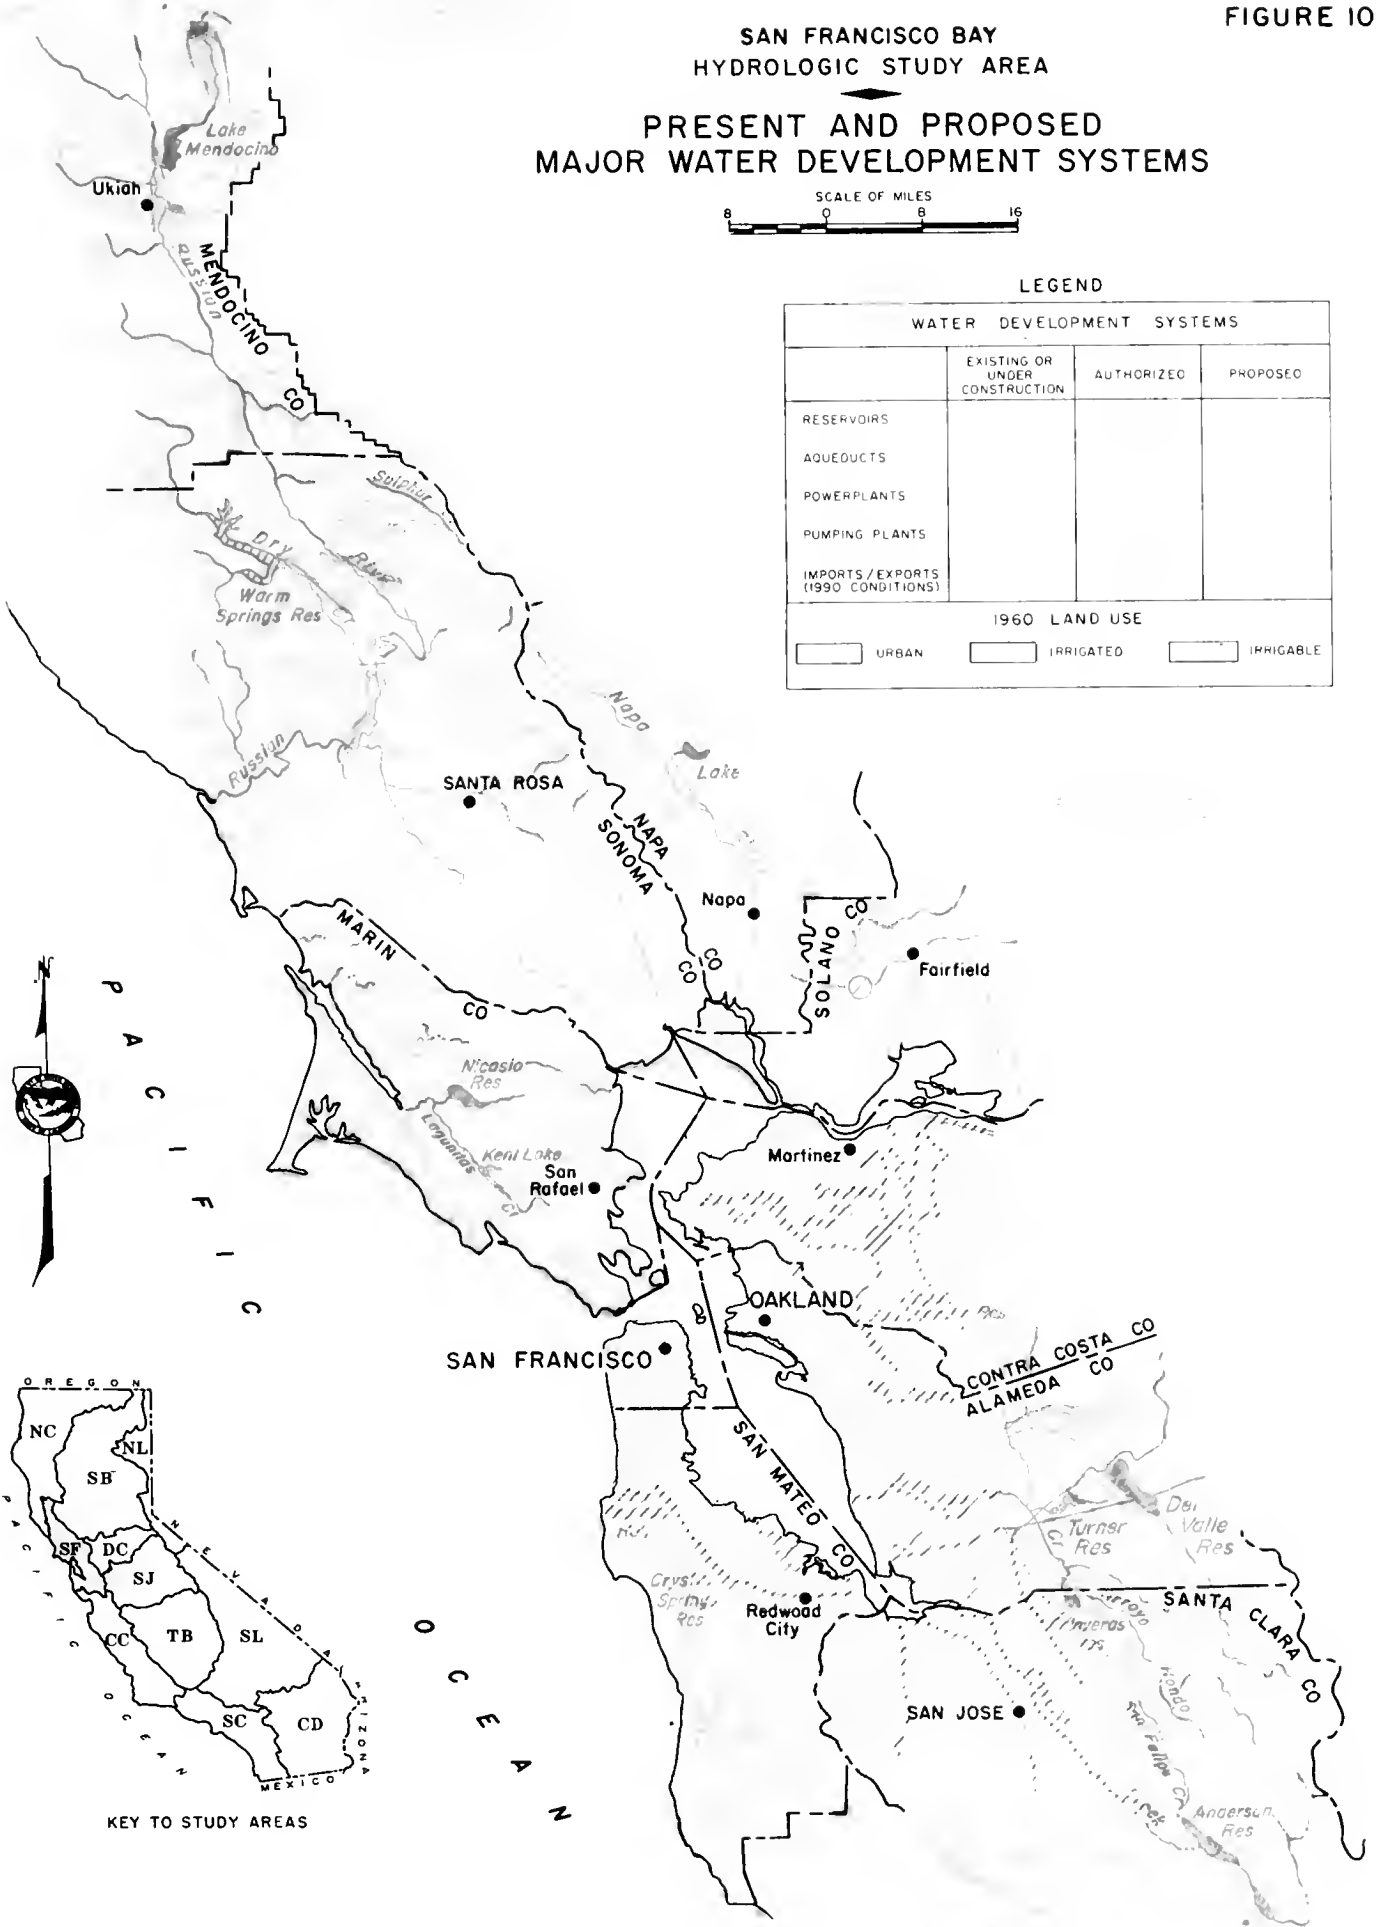 FIGURE 10
SAN FRANCISCO BAY
HYDROLOGIC STUDY AREA
PRESENT AND PROPOSED
MAJOR WATER DEVELOPMENT SYSTEMS
SCALE OF MILES
8 0 8 16
LEGEND
WATER DEVELOPMENT SYSTEMS
EXISTING OR
UNDER
CONSTRUCTION
AUTHORIZED
PROPOSED
RESERVOIRS
AQUEDUCTS
POWERPLANTS
PUMPING PLANTS
IMPORTS/EXPORTS
(1990 CONDITIONS)
1960 LAND USE
URBAN
IRRIGATED
IRRIGABLE
Lake
Mendocino
Ukiah
Russian
MENDOCINO
CO
Sulphur
Dry
River
Warm
Springs Res
Napa
Lake
Russian
SANTA ROSA
NAPA
SONOMA
CO
CO
Napa
CO
SOLANO
Fairfield
MARIN
CO
N
PACIFIC
Nicasio
Res
Lagunitas
Kent Lake
Cr
San
Rafael
Martinez
OAKLAND
SAN FRANCISCO
CONTRA COSTA CO
ALAMEDA CO
SAN MATEO
CO
Del
Valle
Res
Turner
Res
Cr
Res
Redwood
City
SANTA
CLARA
CO
OCEAN
SAN JOSE
Hondo
Cr
Anderson
Res
OREGON
NC
NL
SB
NEVADA
SF
DC
SJ
CC
TB
SL
SC
CD
PACIFIC
OCEAN
ARIZONA
MEXICO
KEY TO STUDY AREAS